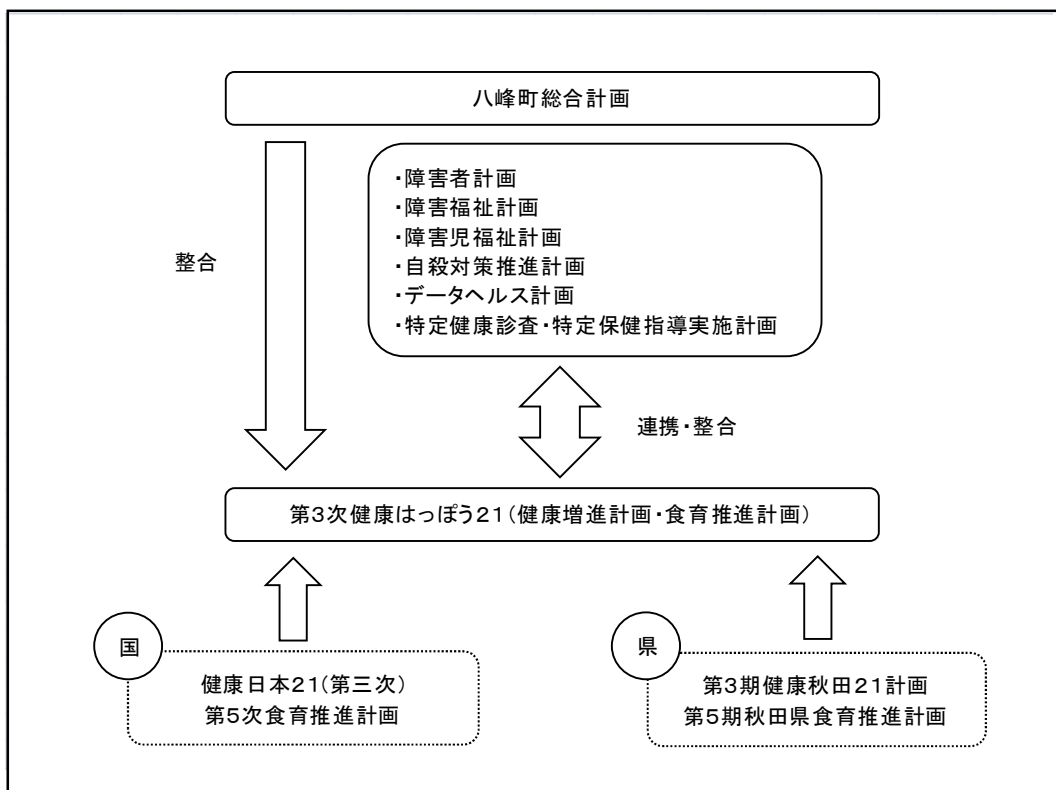 八峰町総合計画
・障害者計画
・障害福祉計画
・障害児福祉計画
・自殺対策推進計画
・データヘルス計画
・特定健康診査・特定保健指導実施計画
整合
連携・整合
第3次健康はっぽう21（健康増進計画・食育推進計画）
国
健康日本21（第三次）
第5次食育推進計画
県
第3期健康秋田21計画
第5期秋田県食育推進計画